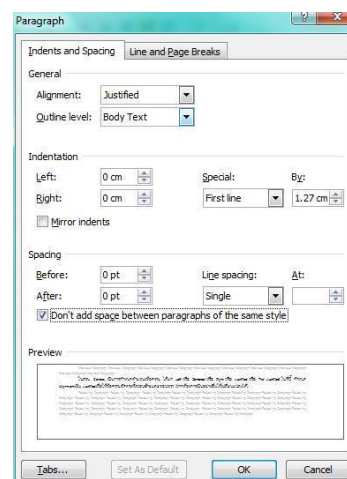 Paragraph
Indents and Spacing Line and Page Breaks
General
Alignment: Justified
Outline level: Body Text
Indentation
Left: 0 cm Special: By:
Right: 0 cm First line 1.27 cm
Mirror indents
Spacing
Before: 0 pt Line spacing: At:
After: 0 pt Single
Don't add space between paragraphs of the same style
Preview
Tabs... Set As Default OK Cancel